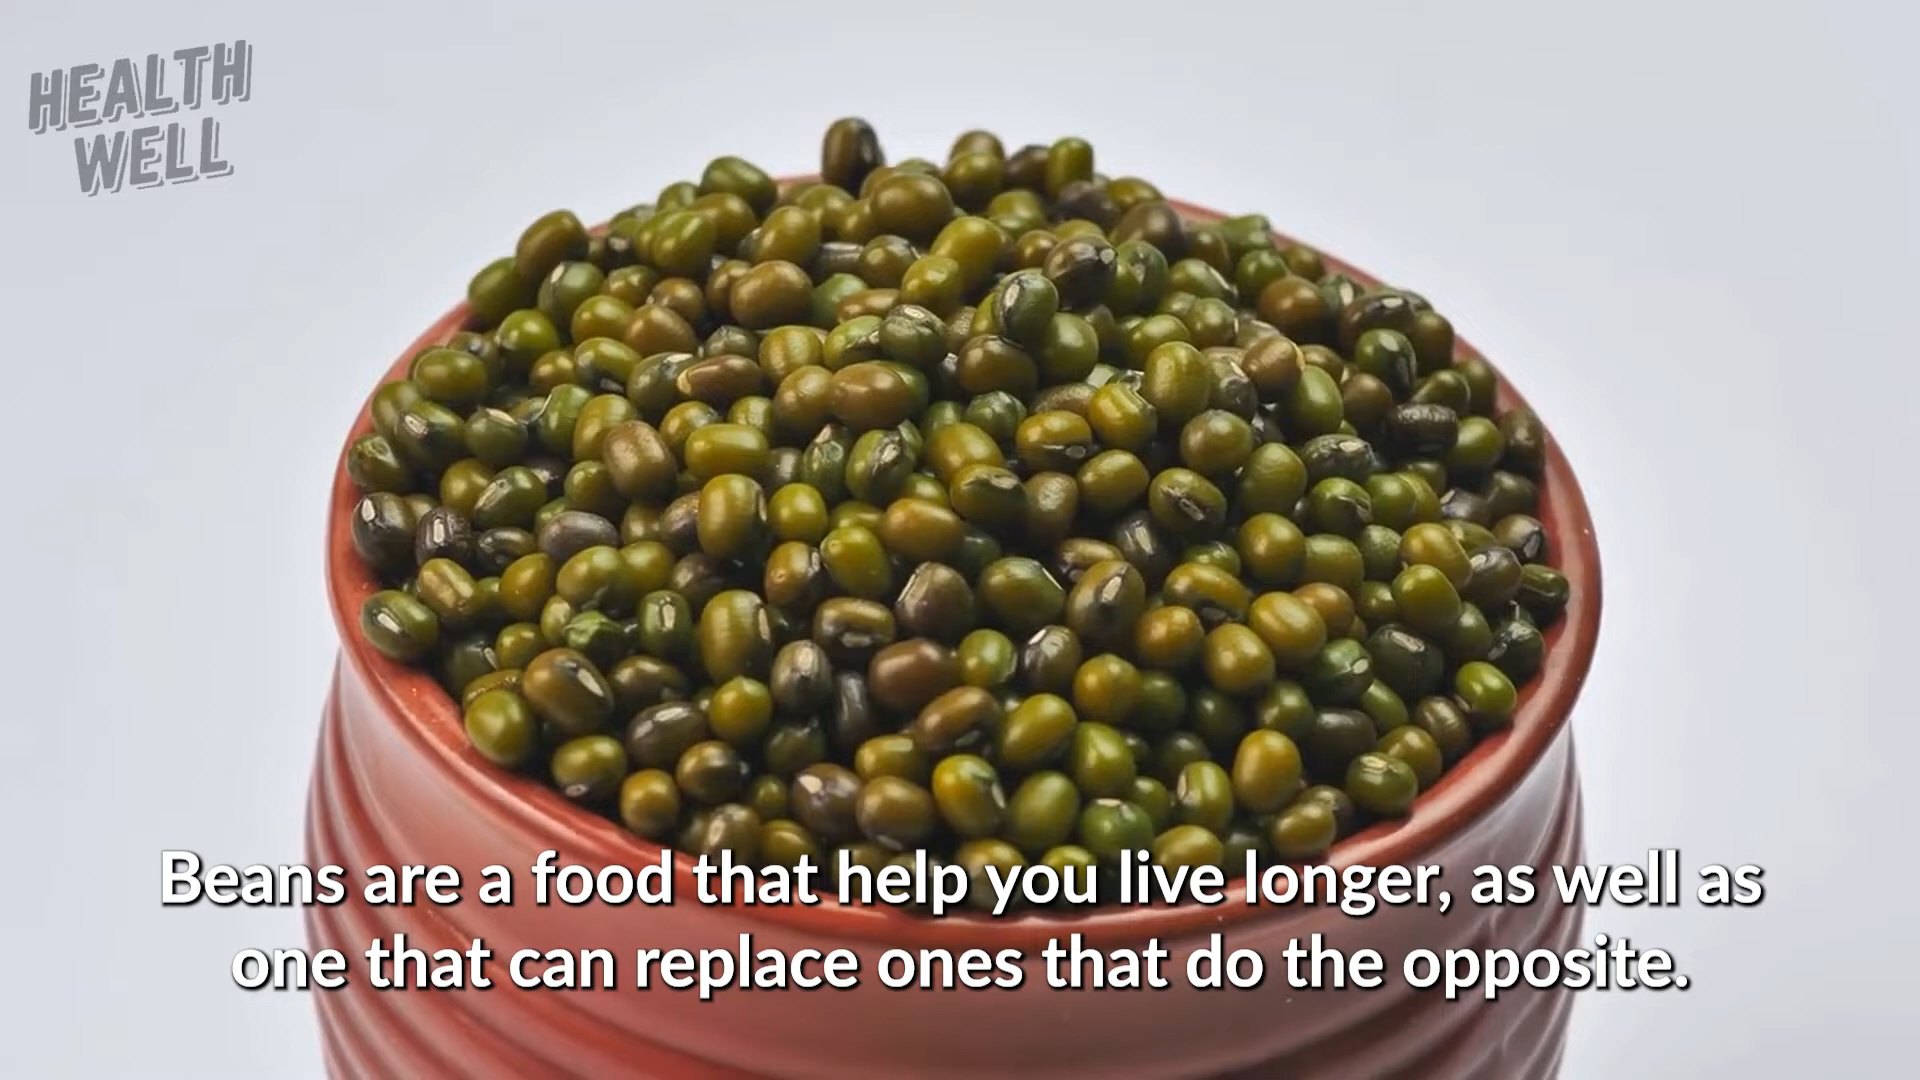 HEALTH
WELL
Beans are a food that help you live longer, as well as
one that can replace ones that do the opposite.